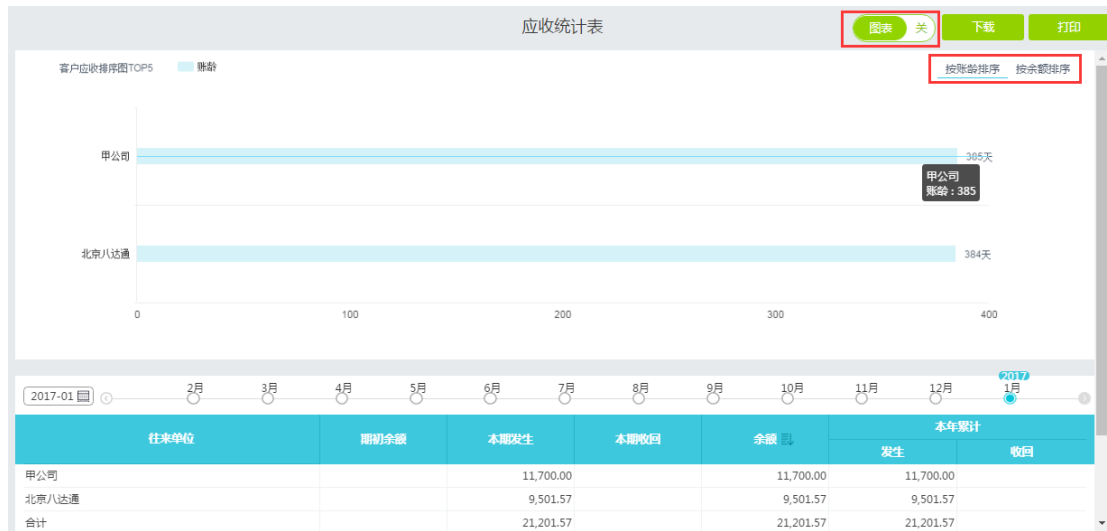 应收统计表
图表 关
下载
打印
客户应收排序图TOP5 账龄
按账龄排序 按余额排序
甲公司
385天
甲公司
账龄 : 385
北京八达通
384天
0 100 200 300 400
2017
2017-01 2月 3月 4月 5月 6月 7月 8月 9月 10月 11月 12月 1月
往来单位 期初余额 本期发生 本期收回 余额 本年累计
发生 收回
甲公司 11,700.00 11,700.00 11,700.00
北京八达通 9,501.57 9,501.57 9,501.57
合计 21,201.57 21,201.57 21,201.57